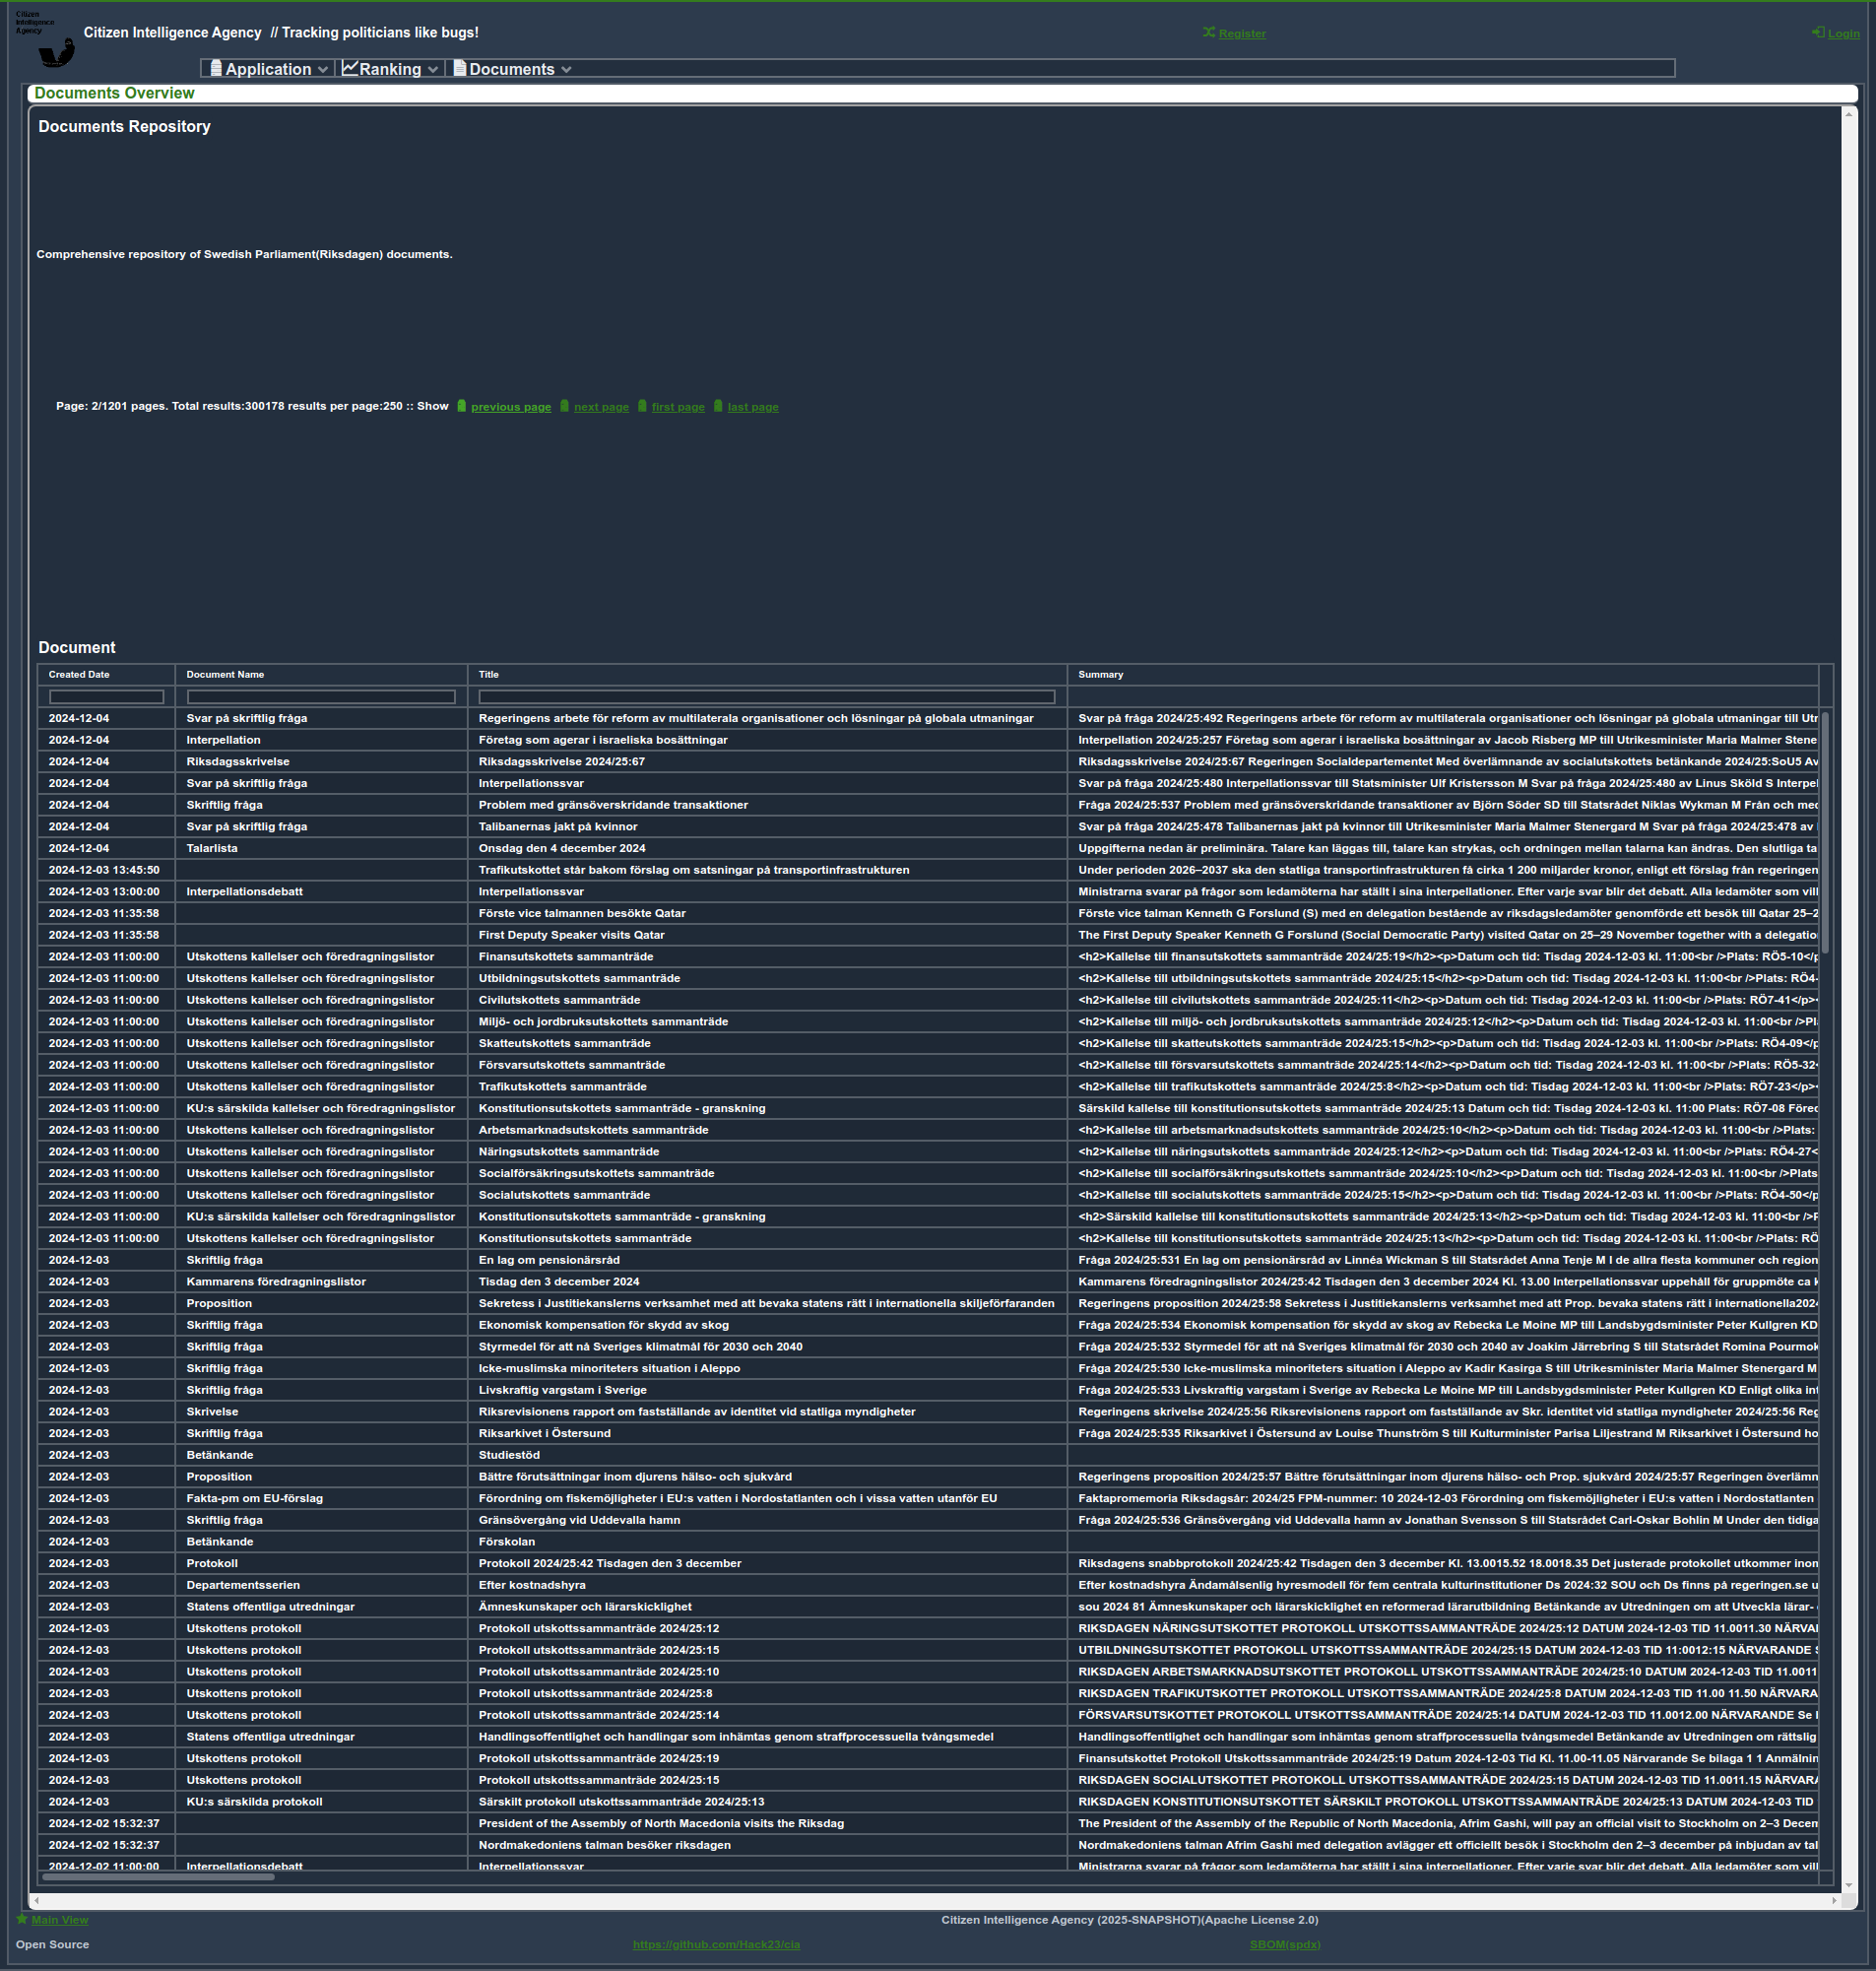 Citizen
Intelligence
Agency
Citizen Intelligence Agency // Tracking politicians like bugs!
Register
Login
Application Ranking Documents
Documents Overview
Documents Repository
Comprehensive repository of Swedish Parliament(Riksdagen) documents.
Page: 2/1201 pages. Total results:300178 results per page:250 :: Show previous page next page first page last page
Document
Created Date Document Name Title Summary
2024-12-04 Svar på skriftlig fråga Regeringens arbete för reform av multilaterala organisationer och lösningar på globala utmaningar Svar på fråga 2024/25:492 Regeringens arbete för reform av multilaterala organisationer och lösningar på globala utmaningar till Utr
2024-12-04 Interpellation Företag som agerar i israeliska bosättningar Interpellation 2024/25:257 Företag som agerar i israeliska bosättningar av Jacob Risberg MP till Utrikesminister Maria Malmer Stene
2024-12-04 Riksdagsskrivelse Riksdagsskrivelse 2024/25:67 Riksdagsskrivelse 2024/25:67 Regeringen Socialdepartementet Med överlämnande av socialutskottets betänkande 2024/25:SoU5 Av
2024-12-04 Svar på skriftlig fråga Interpellationssvar Svar på fråga 2024/25:480 Interpellationssvar till Statsminister Ulf Kristersson M Svar på fråga 2024/25:480 av Linus Sköld S Interpel
2024-12-04 Skriftlig fråga Problem med gränsöverskridande transaktioner Fråga 2024/25:537 Problem med gränsöverskridande transaktioner av Björn Söder SD till Statsrådet Niklas Wykman M Från och med
2024-12-04 Svar på skriftlig fråga Talibanernas jakt på kvinnor Svar på fråga 2024/25:478 Talibanernas jakt på kvinnor till Utrikesminister Maria Malmer Stenergard M Svar på fråga 2024/25:478 av
2024-12-04 Talarlista Onsdag den 4 december 2024 Uppgifterna nedan är preliminära. Talare kan läggas till, talare kan strykas, och ordningen mellan talarna kan ändras. Den slutliga ta
2024-12-03 13:45:50 Trafikutskottet står bakom förslag om satsningar på transportinfrastrukturen Under perioden 2026–2037 ska den statliga transportinfrastrukturen få cirka 1 200 miljarder kronor, enligt ett förslag från regeringen
2024-12-03 13:00:00 Interpellationsdebatt Interpellationssvar Ministrarna svarar på frågor som ledamöterna har ställt i sina interpellationer. Efter varje svar blir det debatt. Alla ledamöter som vill
2024-12-03 11:35:58 Förste vice talmannen besökte Qatar Förste vice talman Kenneth G Forslund (S) med en delegation bestående av riksdagsledamöter genomförde ett besök till Qatar 25–2
2024-12-03 11:35:58 First Deputy Speaker visits Qatar The First Deputy Speaker Kenneth G Forslund (Social Democratic Party) visited Qatar on 25–29 November together with a delegatio
2024-12-03 11:00:00 Utskottens kallelser och föredragningslistor Finansutskottets sammanträde <h2>Kallelse till finansutskottets sammanträde 2024/25:19</h2><p>Datum och tid: Tisdag 2024-12-03 kl. 11:00<br />Plats: RÖ5-10</p
2024-12-03 11:00:00 Utskottens kallelser och föredragningslistor Utbildningsutskottets sammanträde <h2>Kallelse till utbildningsutskottets sammanträde 2024/25:15</h2><p>Datum och tid: Tisdag 2024-12-03 kl. 11:00<br />Plats: RÖ4-
2024-12-03 11:00:00 Utskottens kallelser och föredragningslistor Civilutskottets sammanträde <h2>Kallelse till civilutskottets sammanträde 2024/25:11</h2><p>Datum och tid: Tisdag 2024-12-03 kl. 11:00<br />Plats: RÖ7-41</p><
2024-12-03 11:00:00 Utskottens kallelser och föredragningslistor Miljö- och jordbruksutskottets sammanträde <h2>Kallelse till miljö- och jordbruksutskottets sammanträde 2024/25:12</h2><p>Datum och tid: Tisdag 2024-12-03 kl. 11:00<br />Pl
2024-12-03 11:00:00 Utskottens kallelser och föredragningslistor Skatteutskottets sammanträde <h2>Kallelse till skatteutskottets sammanträde 2024/25:15</h2><p>Datum och tid: Tisdag 2024-12-03 kl. 11:00<br />Plats: RÖ4-09</p
2024-12-03 11:00:00 Utskottens kallelser och föredragningslistor Försvarsutskottets sammanträde <h2>Kallelse till försvarsutskottets sammanträde 2024/25:14</h2><p>Datum och tid: Tisdag 2024-12-03 kl. 11:00<br />Plats: RÖ5-32<
2024-12-03 11:00:00 Utskottens kallelser och föredragningslistor Trafikutskottets sammanträde <h2>Kallelse till trafikutskottets sammanträde 2024/25:8</h2><p>Datum och tid: Tisdag 2024-12-03 kl. 11:00<br />Plats: RÖ7-23</p><
2024-12-03 11:00:00 KU:s särskilda kallelser och föredragningslistor Konstitutionsutskottets sammanträde - granskning Särskild kallelse till konstitutionsutskottets sammanträde 2024/25:13 Datum och tid: Tisdag 2024-12-03 kl. 11:00 Plats: RÖ7-08 Föred
2024-12-03 11:00:00 Utskottens kallelser och föredragningslistor Arbetsmarknadsutskottets sammanträde <h2>Kallelse till arbetsmarknadsutskottets sammanträde 2024/25:10</h2><p>Datum och tid: Tisdag 2024-12-03 kl. 11:00<br />Plats:
2024-12-03 11:00:00 Utskottens kallelser och föredragningslistor Näringsutskottets sammanträde <h2>Kallelse till näringsutskottets sammanträde 2024/25:12</h2><p>Datum och tid: Tisdag 2024-12-03 kl. 11:00<br />Plats: RÖ4-27<
2024-12-03 11:00:00 Utskottens kallelser och föredragningslistor Socialförsäkringsutskottets sammanträde <h2>Kallelse till socialförsäkringsutskottets sammanträde 2024/25:10</h2><p>Datum och tid: Tisdag 2024-12-03 kl. 11:00<br />Plats
2024-12-03 11:00:00 Utskottens kallelser och föredragningslistor Socialutskottets sammanträde <h2>Kallelse till socialutskottets sammanträde 2024/25:15</h2><p>Datum och tid: Tisdag 2024-12-03 kl. 11:00<br />Plats: RÖ4-50</p
2024-12-03 11:00:00 KU:s särskilda kallelser och föredragningslistor Konstitutionsutskottets sammanträde - granskning <h2>Särskild kallelse till konstitutionsutskottets sammanträde 2024/25:13</h2><p>Datum och tid: Tisdag 2024-12-03 kl. 11:00<br />P
2024-12-03 11:00:00 Utskottens kallelser och föredragningslistor Konstitutionsutskottets sammanträde <h2>Kallelse till konstitutionsutskottets sammanträde 2024/25:13</h2><p>Datum och tid: Tisdag 2024-12-03 kl. 11:00<br />Plats: RÖ
2024-12-03 Skriftlig fråga En lag om pensionärsråd Fråga 2024/25:531 En lag om pensionärsråd av Linnéa Wickman S till Statsrådet Anna Tenje M I de allra flesta kommuner och region
2024-12-03 Kammarens föredragningslistor Tisdag den 3 december 2024 Kammarens föredragningslistor 2024/25:42 Tisdagen den 3 december 2024 Kl. 13.00 Interpellationssvar uppehåll för gruppmöte ca k
2024-12-03 Proposition Sekretess i Justitiekanslerns verksamhet med att bevaka statens rätt i internationella skiljeförfaranden Regeringens proposition 2024/25:58 Sekretess i Justitiekanslerns verksamhet med att Prop. bevaka statens rätt i internationella2024
2024-12-03 Skriftlig fråga Ekonomisk kompensation för skydd av skog Fråga 2024/25:534 Ekonomisk kompensation för skydd av skog av Rebecka Le Moine MP till Landsbygdsminister Peter Kullgren KD
2024-12-03 Skriftlig fråga Styrmedel för att nå Sveriges klimatmål för 2030 och 2040 Fråga 2024/25:532 Styrmedel för att nå Sveriges klimatmål för 2030 och 2040 av Joakim Järrebring S till Statsrådet Romina Pourmok
2024-12-03 Skriftlig fråga Icke-muslimska minoriteters situation i Aleppo Fråga 2024/25:530 Icke-muslimska minoriteters situation i Aleppo av Kadir Kasirga S till Utrikesminister Maria Malmer Stenergard M
2024-12-03 Skriftlig fråga Livskraftig vargstam i Sverige Fråga 2024/25:533 Livskraftig vargstam i Sverige av Rebecka Le Moine MP till Landsbygdsminister Peter Kullgren KD Enligt olika int
2024-12-03 Skrivelse Riksrevisionens rapport om fastställande av identitet vid statliga myndigheter Regeringens skrivelse 2024/25:56 Riksrevisionens rapport om fastställande av Skr. identitet vid statliga myndigheter 2024/25:56 Reg
2024-12-03 Skriftlig fråga Riksarkivet i Östersund Fråga 2024/25:535 Riksarkivet i Östersund av Louise Thunström S till Kulturminister Parisa Liljestrand M Riksarkivet i Östersund ho
2024-12-03 Betänkande Studiestöd
2024-12-03 Proposition Bättre förutsättningar inom djurens hälso- och sjukvård Regeringens proposition 2024/25:57 Bättre förutsättningar inom djurens hälso- och Prop. sjukvård 2024/25:57 Regeringen överlämn
2024-12-03 Fakta-pm om EU-förslag Förordning om fiskemöjligheter i EU:s vatten i Nordostatlanten och i vissa vatten utanför EU Faktapromemoria Riksdagsår: 2024/25 FPM-nummer: 10 2024-12-03 Förordning om fiskemöjligheter i EU:s vatten i Nordostatlanten
2024-12-03 Skriftlig fråga Gränsövergång vid Uddevalla hamn Fråga 2024/25:536 Gränsövergång vid Uddevalla hamn av Jonathan Svensson S till Statsrådet Carl-Oskar Bohlin M Under den tidiga
2024-12-03 Betänkande Förskolan
2024-12-03 Protokoll Protokoll 2024/25:42 Tisdagen den 3 december Riksdagens snabbprotokoll 2024/25:42 Tisdagen den 3 december Kl. 13.0015.52 18.0018.35 Det justerade protokollet utkommer inom
2024-12-03 Departementsserien Efter kostnadshyra Efter kostnadshyra Ändamålsenlig hyresmodell för fem centrala kulturinstitutioner Ds 2024:32 SOU och Ds finns på regeringen.se u
2024-12-03 Statens offentliga utredningar Ämneskunskaper och lärarskicklighet sou 2024 81 Ämneskunskaper och lärarskicklighet en reformerad lärarutbildning Betänkande av Utredningen om att Utveckla lärar-
2024-12-03 Utskottens protokoll Protokoll utskottssammanträde 2024/25:12 RIKSDAGEN NÄRINGSUTSKOTTET PROTOKOLL UTSKOTTSSAMMANTRÄDE 2024/25:12 DATUM 2024-12-03 TID 11.0011.30 NÄRVAI
2024-12-03 Utskottens protokoll Protokoll utskottssammanträde 2024/25:15 UTBILDNINGSUTSKOTTET PROTOKOLL UTSKOTTSSAMMANTRÄDE 2024/25:15 DATUM 2024-12-03 TID 11:0012:15 NÄRVARANDE S
2024-12-03 Utskottens protokoll Protokoll utskottssammanträde 2024/25:10 RIKSDAGEN ARBETSMARKNADSUTSKOTTET PROTOKOLL UTSKOTTSSAMMANTRÄDE 2024/25:10 DATUM 2024-12-03 TID 11.0011
2024-12-03 Utskottens protokoll Protokoll utskottssammanträde 2024/25:8 RIKSDAGEN TRAFIKUTSKOTTET PROTOKOLL UTSKOTTSSAMMANTRÄDE 2024/25:8 DATUM 2024-12-03 TID 11.00 11.50 NÄRVARA
2024-12-03 Utskottens protokoll Protokoll utskottssammanträde 2024/25:14 FÖRSVARSUTSKOTTET PROTOKOLL UTSKOTTSSAMMANTRÄDE 2024/25:14 DATUM 2024-12-03 TID 11.0012.00 NÄRVARANDE Se
2024-12-03 Statens offentliga utredningar Handlingsoffentlighet och handlingar som inhämtas genom straffprocessuella tvångsmedel Handlingsoffentlighet och handlingar som inhämtas genom straffprocessuella tvångsmedel Betänkande av Utredningen om rättslig
2024-12-03 Utskottens protokoll Protokoll utskottssammanträde 2024/25:19 Finansutskottet Protokoll Utskottssammanträde 2024/25:19 Datum 2024-12-03 Tid Kl. 11.00-11.05 Närvarande Se bilaga 1 1 Anmälnin
2024-12-03 Utskottens protokoll Protokoll utskottssammanträde 2024/25:15 RIKSDAGEN SOCIALUTSKOTTET PROTOKOLL UTSKOTTSSAMMANTRÄDE 2024/25:15 DATUM 2024-12-03 TID 11.0011.15 NÄRVARA
2024-12-03 KU:s särskilda protokoll Särskilt protokoll utskottssammanträde 2024/25:13 RIKSDAGEN KONSTITUTIONSUTSKOTTET SÄRSKILT PROTOKOLL UTSKOTTSSAMMANTRÄDE 2024/25:13 DATUM 2024-12-03 TID
2024-12-02 15:32:37 President of the Assembly of North Macedonia visits the Riksdag The President of the Assembly of the Republic of North Macedonia, Afrim Gashi, will pay an official visit to Stockholm on 2–3 Decem
2024-12-02 15:32:37 Nordmakedoniens talman besöker riksdagen Nordmakedoniens talman Afrim Gashi med delegation avlägger ett officiellt besök i Stockholm den 2–3 december på inbjudan av tal
2024-12-02 11:00:00 Interpellationsdebatt Interpellationssvar Ministrarna svarar på frågor som ledamöterna har ställt i sina interpellationer. Efter varje svar blir det debatt. Alla ledamöter som vill
Main View
Citizen Intelligence Agency (2025-SNAPSHOT)(Apache License 2.0)
Open Source
https://github.com/Hack23/cia
SBOM(spdx)